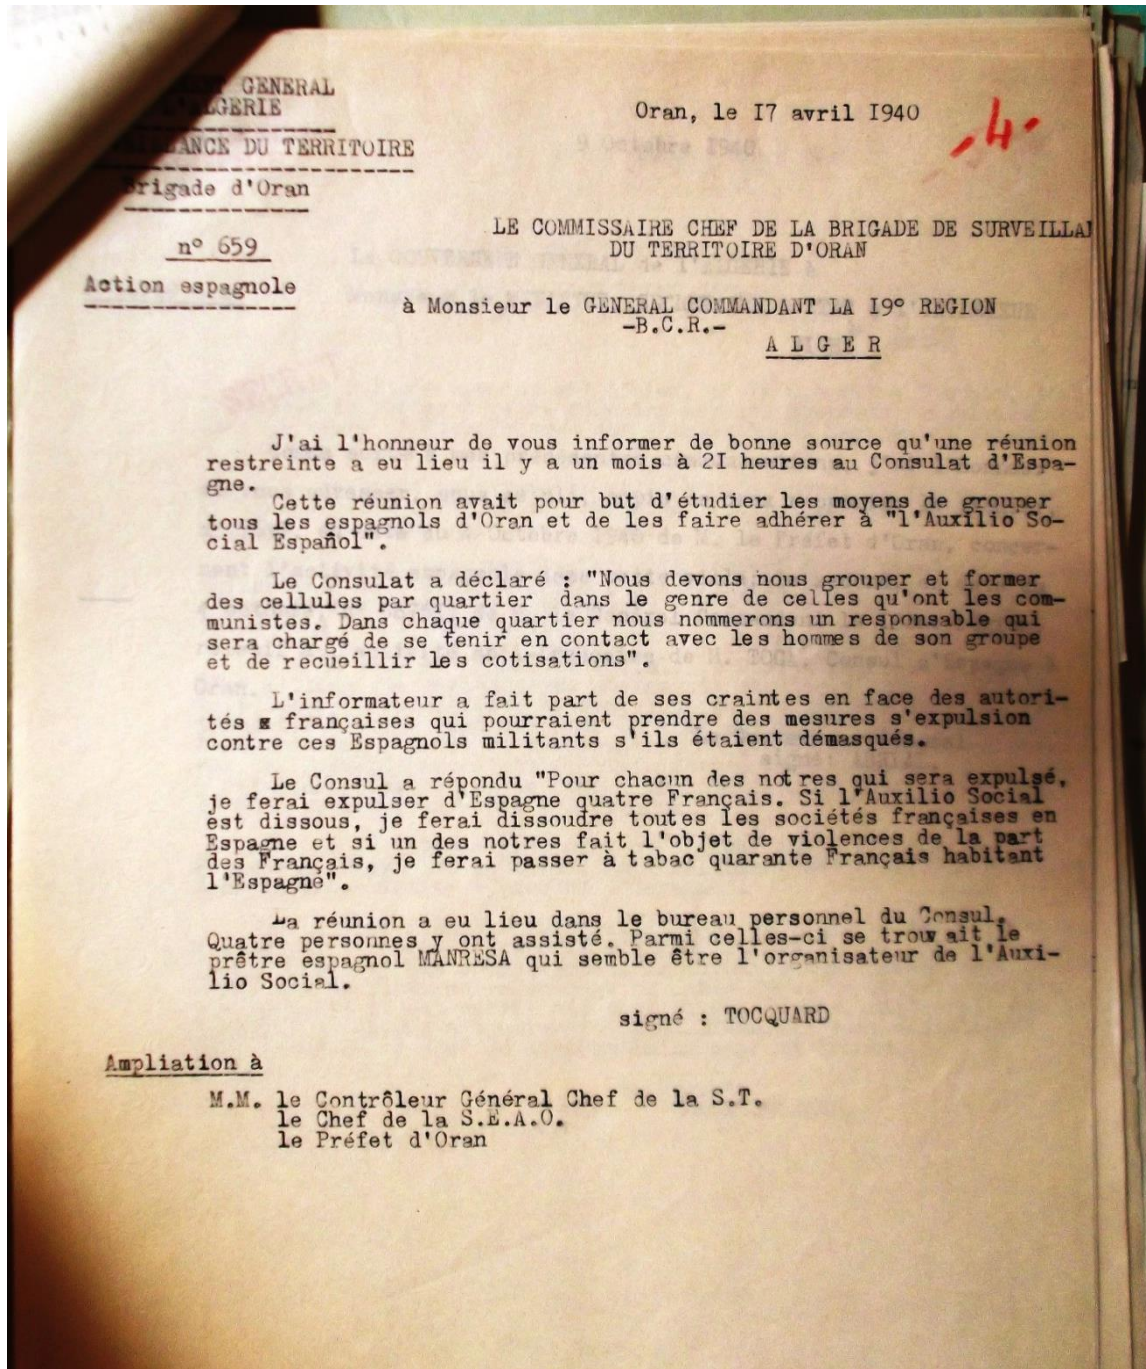 GENERAL
ALGERIE
DU TERRITOIRE
Brigade d'Oran
n° 659
Action espagnole
Oran, le I7 avril I940
4
LE COMMISSAIRE CHEF DE LA BRIGADE DE SURVEILLA
DU TERRITOIRE D'ORAN
à Monsieur le GENERAL COMMANDANT LA I9° REGION
-B.C.R.-
A L G E R
J'ai l'honneur de vous informer de bonne source qu'une réunion
restreinte a eu lieu il y a un mois à 2I heures au Consulat d'Espa-
gne.
Cette réunion avait pour but d'étudier les moyens de grouper
tous les espagnols d'Oran et de les faire adhérer à "l'Auxilio So-
cial Español".
Le Consulat a déclaré : "Nous devons nous grouper et former
des cellules par quartier dans le genre de celles qu'ont les com-
munistes. Dans chaque quartier nous nommerons un responsable qui
sera chargé de se tenir en contact avec les hommes de son groupe
et de recueillir les cotisations".
L'informateur a fait part de ses craintes en face des autori-
tés françaises qui pourraient prendre des mesures s'expulsion
contre ces Espagnols militants s'ils étaient démasqués.
Le Consul a répondu "Pour chacun des notres qui sera expulsé,
je ferai expulser d'Espagne quatre Français. Si l'Auxilio Social
est dissous, je ferai dissoudre toutes les sociétés françaises en
Espagne et si un des notres fait l'objet de violences de la part
des Français, je ferai passer à tabac quarante Français habitant
l'Espagne".
La réunion a eu lieu dans le bureau personnel du Consul.
Quatre personnes y ont assisté. Parmi celles-ci se trouvait le
prêtre espagnol MANRESA qui semble être l'organisateur de l'Auxi-
lio Social.
signé : TOCQUARD
Ampliation à
M.M. le Contrôleur Général Chef de la S.T.
le Chef de la S.E.A.O.
le Préfet d'Oran